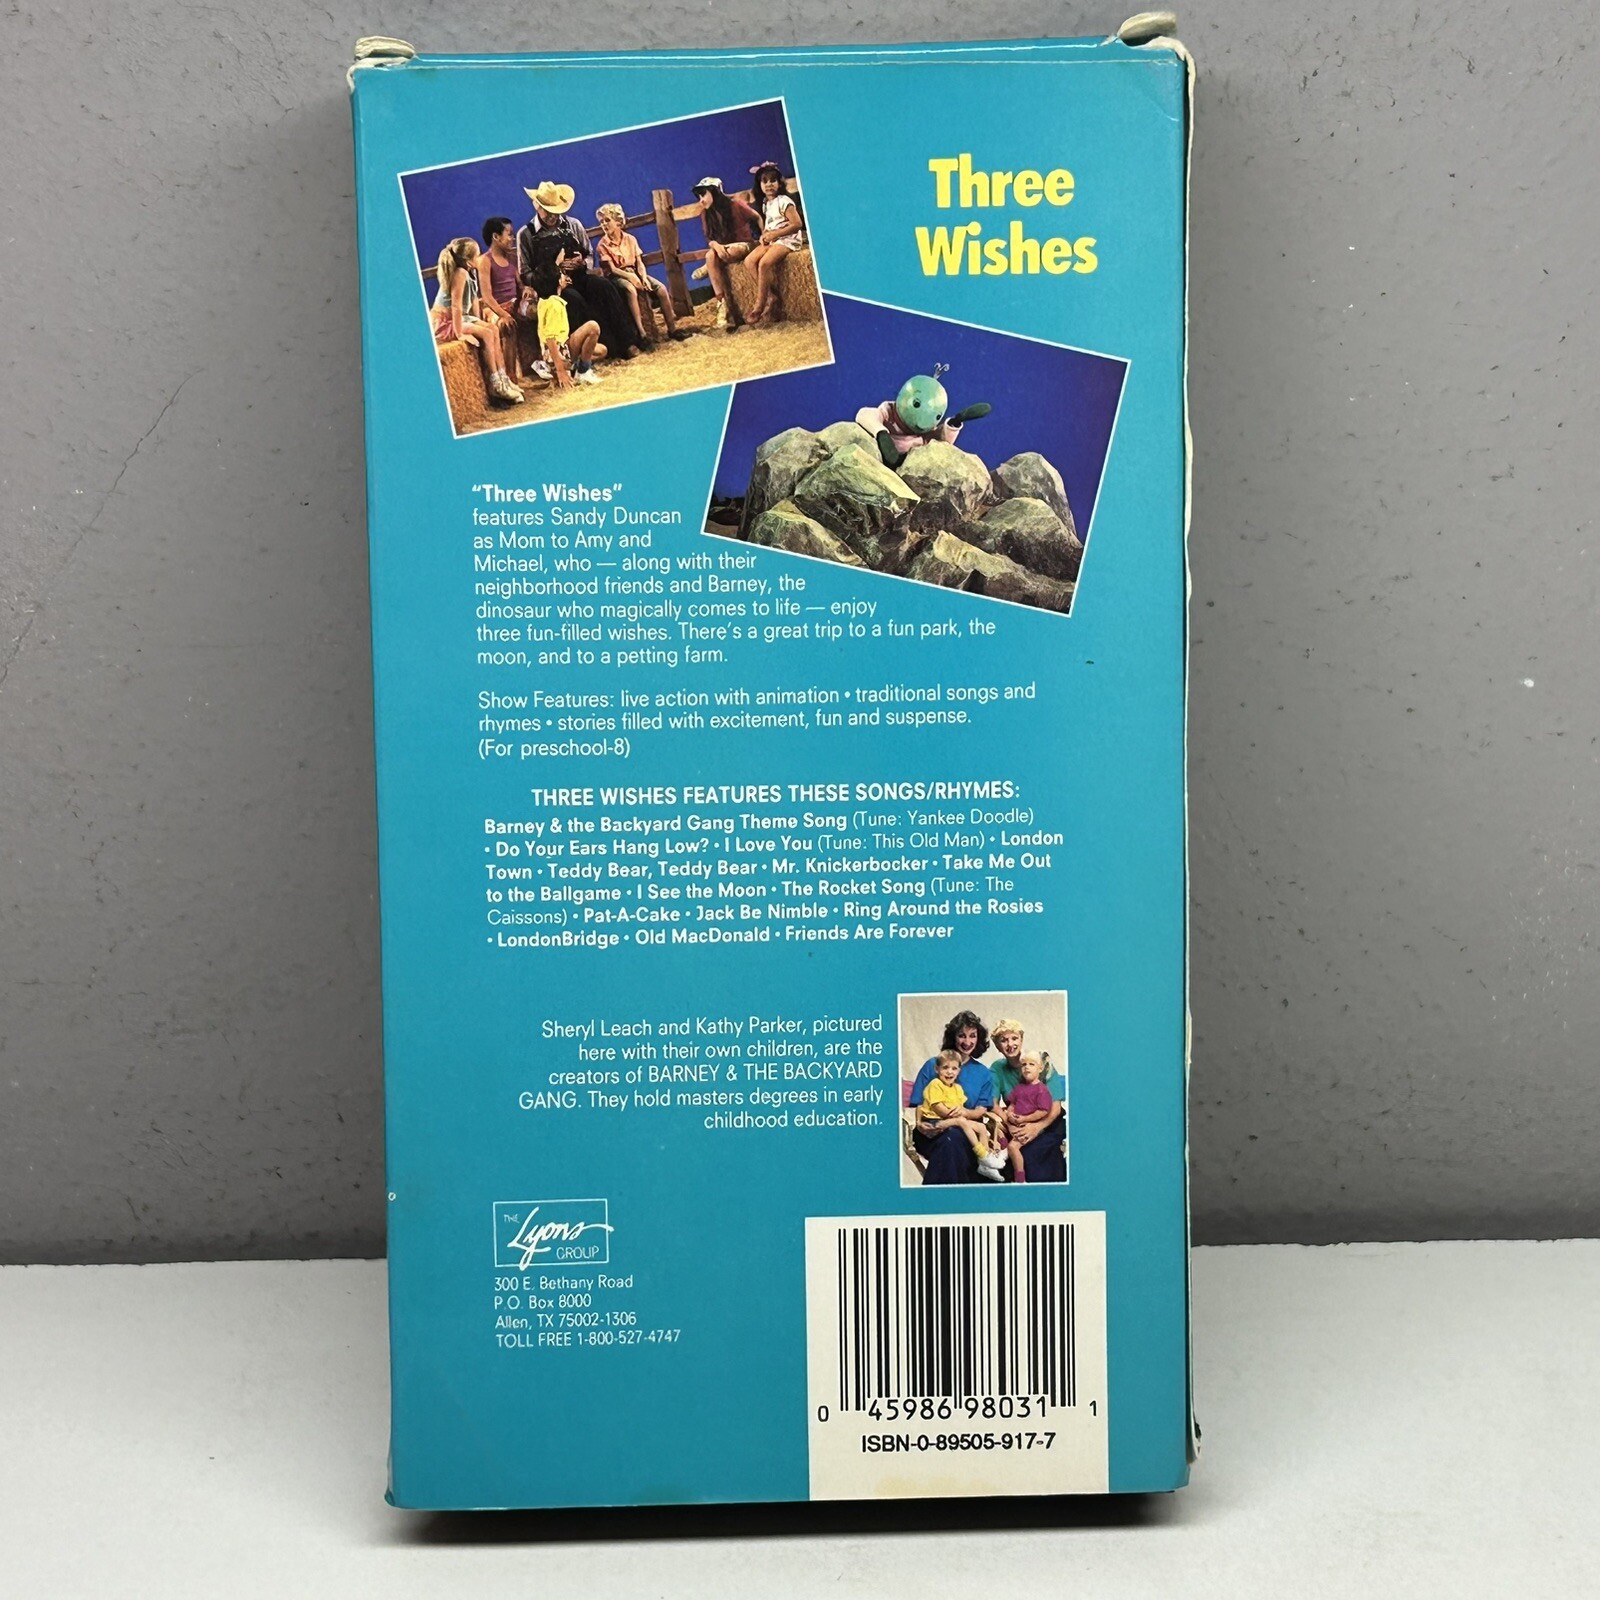 Three
Wishes
"Three Wishes"
features Sandy Duncan
as Mom to Amy and
Michael, who — along with their
neighborhood friends and Barney, the
dinosaur who magically comes to life — enjoy
three fun-filled wishes. There's a great trip to a fun park, the
moon, and to a petting farm.
Show Features: live action with animation • traditional songs and
rhymes • stories filled with excitement, fun and suspense.
(For preschool-8)
THREE WISHES FEATURES THESE SONGS/RHYMES:
Barney & the Backyard Gang Theme Song (Tune: Yankee Doodle)
• Do Your Ears Hang Low? • I Love You (Tune: This Old Man) • London
Town • Teddy Bear, Teddy Bear • Mr. Knickerbocker • Take Me Out
to the Ballgame • I See the Moon • The Rocket Song (Tune: The
Caissons) • Pat-A-Cake • Jack Be Nimble • Ring Around the Rosies
• LondonBridge • Old MacDonald • Friends Are Forever
Sheryl Leach and Kathy Parker, pictured
here with their own children, are the
creators of BARNEY & THE BACKYARD
GANG. They hold masters degrees in early
childhood education.
THE
Lyons
GROUP
300 E. Bethany Road
P.O. Box 8000
Allen, TX 75002-1306
TOLL FREE 1-800-527-4747
0 45986 98031 1
ISBN-0-89505-917-7